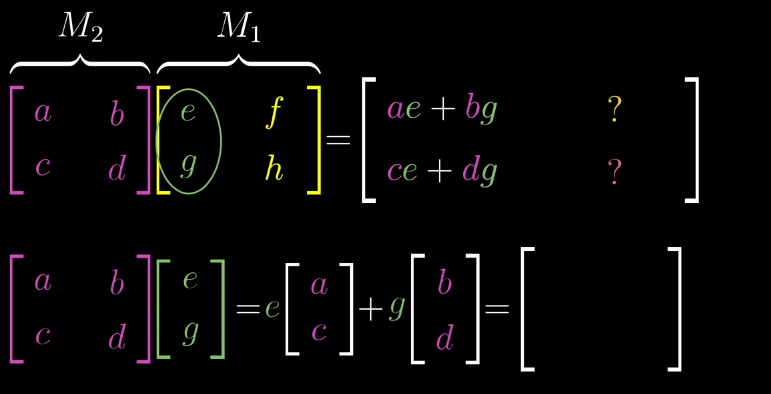 M₂ M₁
[a b; c d] [e f; g h] = [ae + bg ?; ce + dg ?]
[a b; c d] [e; g] = e [a; c] + g [b; d] = [ ]